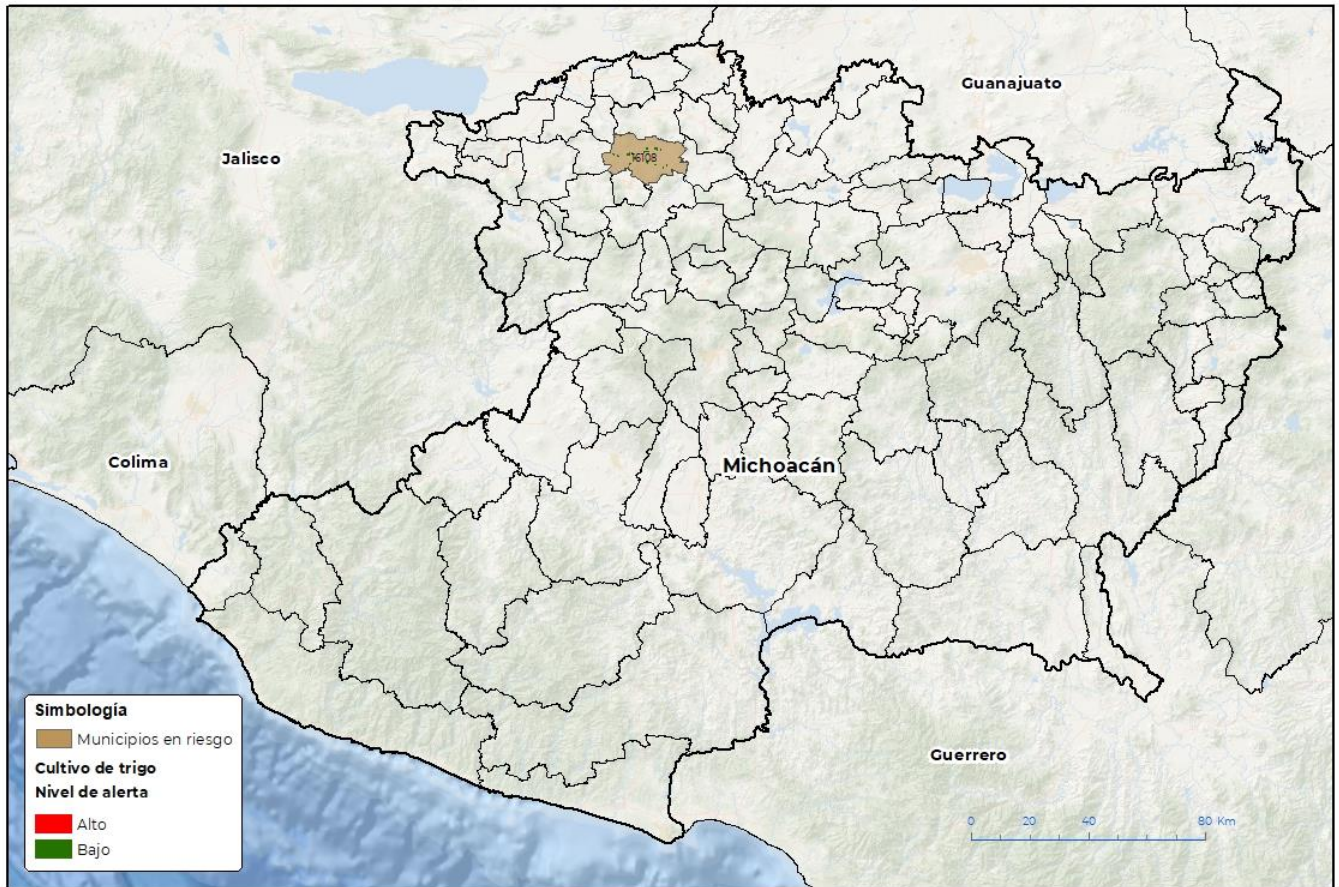 Guanajuato
Jalisco
16108
Colima
Michoacán
Guerrero
Simbología
Municipios en riesgo
Cultivo de trigo
Nivel de alerta
Alto
Bajo
0 20 40 80 Km